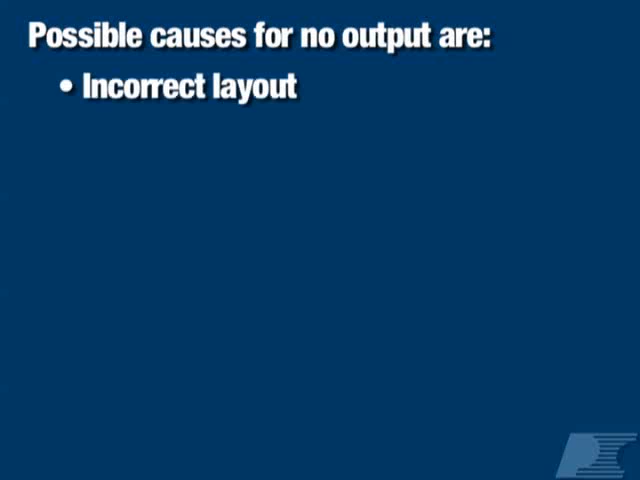 Possible causes for no output are:
• Incorrect layout